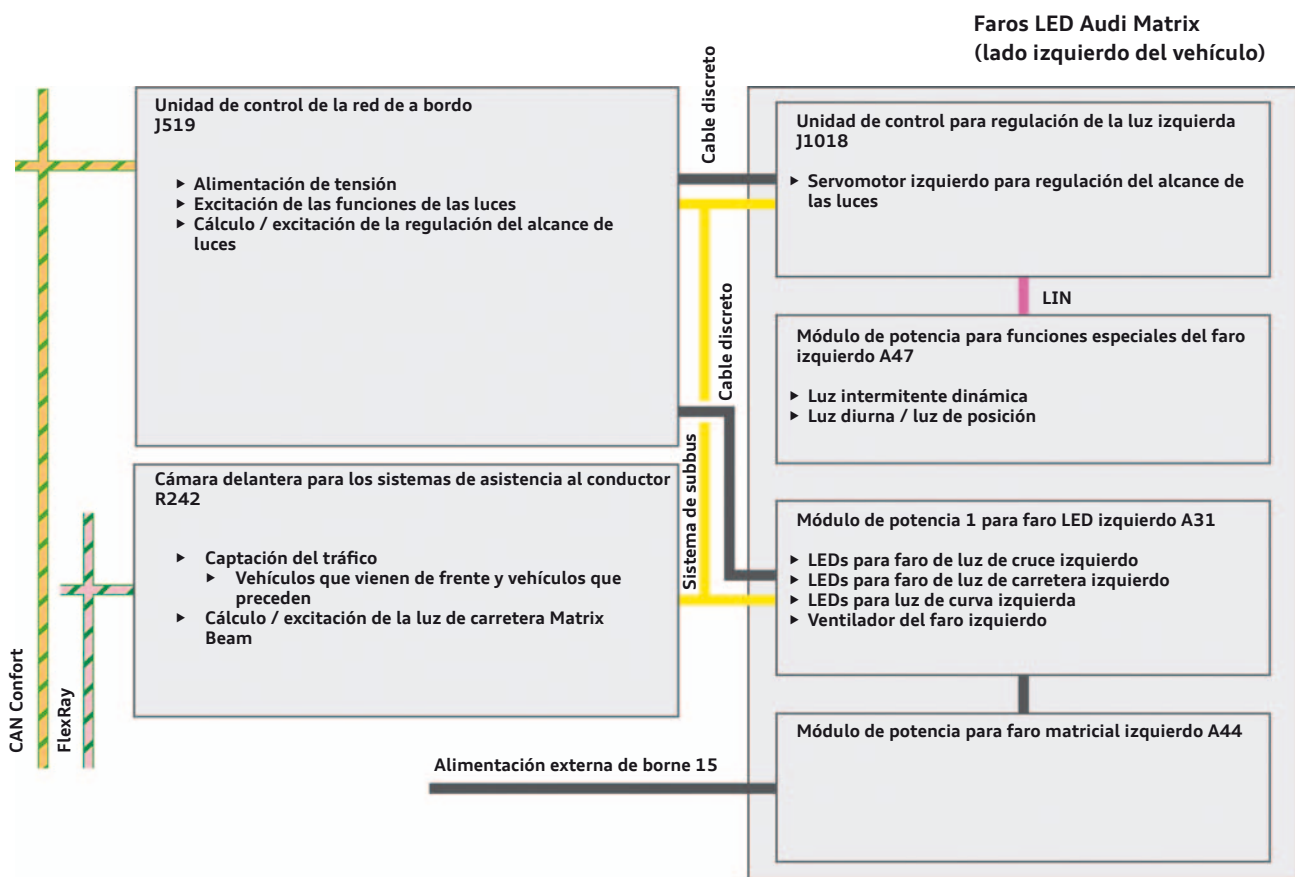 Faros LED Audi Matrix
(lado izquierdo del vehículo)
Cable discreto
Unidad de control de la red de a bordo
J519
▸ Alimentación de tensión
▸ Excitación de las funciones de las luces
▸ Cálculo / excitación de la regulación del alcance de
luces
Unidad de control para regulación de la luz izquierda
J1018
▸ Servomotor izquierdo para regulación del alcance de
las luces
LIN
Cable discreto
Módulo de potencia para funciones especiales del faro
izquierdo A47
▸ Luz intermitente dinámica
▸ Luz diurna / luz de posición
Sistema de subbus
Cámara delantera para los sistemas de asistencia al conductor
R242
▸ Captación del tráfico
▸ Vehículos que vienen de frente y vehículos que
preceden
▸ Cálculo / excitación de la luz de carretera Matrix
Beam
Módulo de potencia 1 para faro LED izquierdo A31
▸ LEDs para faro de luz de cruce izquierdo
▸ LEDs para faro de luz de carretera izquierdo
▸ LEDs para luz de curva izquierda
▸ Ventilador del faro izquierdo
CAN Confort
FlexRay
Módulo de potencia para faro matricial izquierdo A44
Alimentación externa de borne 15